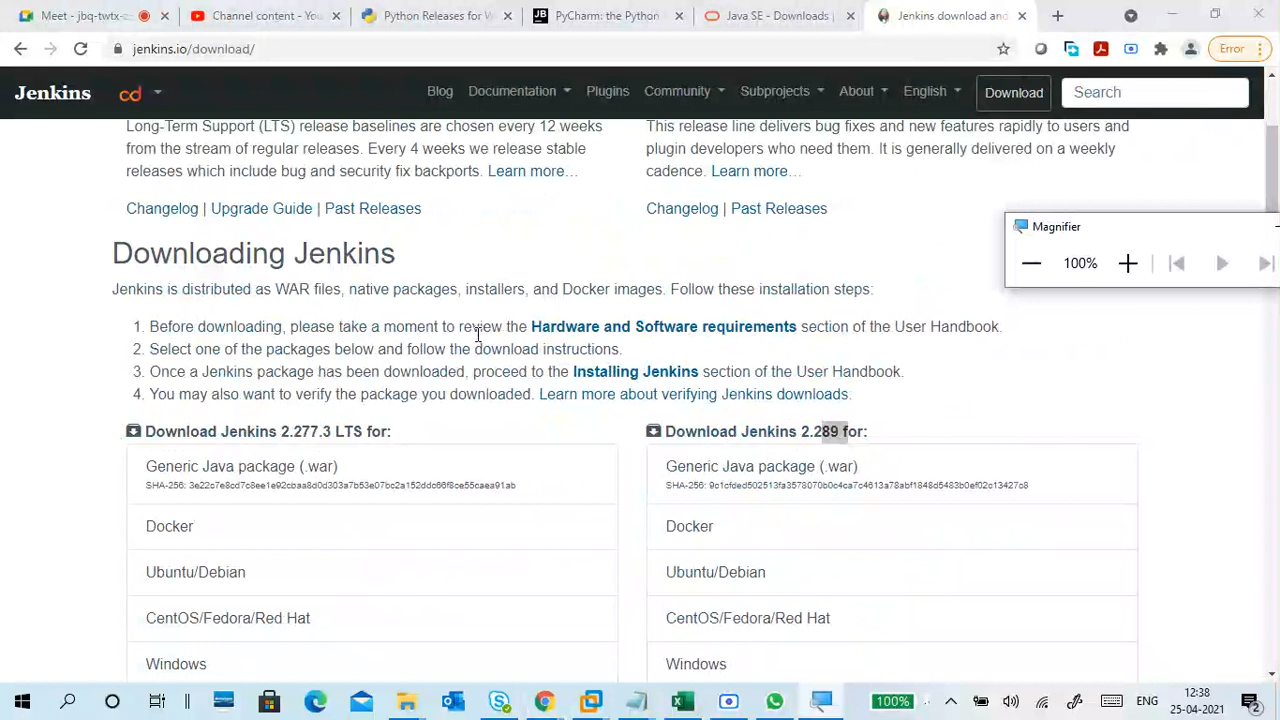 Meet - jbq-twtx-
Channel content - You
Python Releases for W
PyCharm: the Python
Java SE - Downloads |
Jenkins download and
jenkins.io/download/
Error
Jenkins
cd
Blog
Documentation
Plugins
Community
Subprojects
About
English
Download
Search
Long-Term Support (LTS) release baselines are chosen every 12 weeks
from the stream of regular releases. Every 4 weeks we release stable
releases which include bug and security fix backports. Learn more…
Changelog | Upgrade Guide | Past Releases
This release line delivers bug fixes and new features rapidly to users and
plugin developers who need them. It is generally delivered on a weekly
cadence. Learn more…
Changelog | Past Releases
Magnifier
100%
Downloading Jenkins
Jenkins is distributed as WAR files, native packages, installers, and Docker images. Follow these installation steps:
1. Before downloading, please take a moment to review the Hardware and Software requirements section of the User Handbook.
2. Select one of the packages below and follow the download instructions.
3. Once a Jenkins package has been downloaded, proceed to the Installing Jenkins section of the User Handbook.
4. You may also want to verify the package you downloaded. Learn more about verifying Jenkins downloads.
Download Jenkins 2.277.3 LTS for:
Generic Java package (.war)
SHA-256:
Docker
Ubuntu/Debian
CentOS/Fedora/Red Hat
Windows
Download Jenkins 2.289 for:
Generic Java package (.war)
SHA-256:
Docker
Ubuntu/Debian
CentOS/Fedora/Red Hat
Windows
100%
ENG
12:38
25-04-2021
2